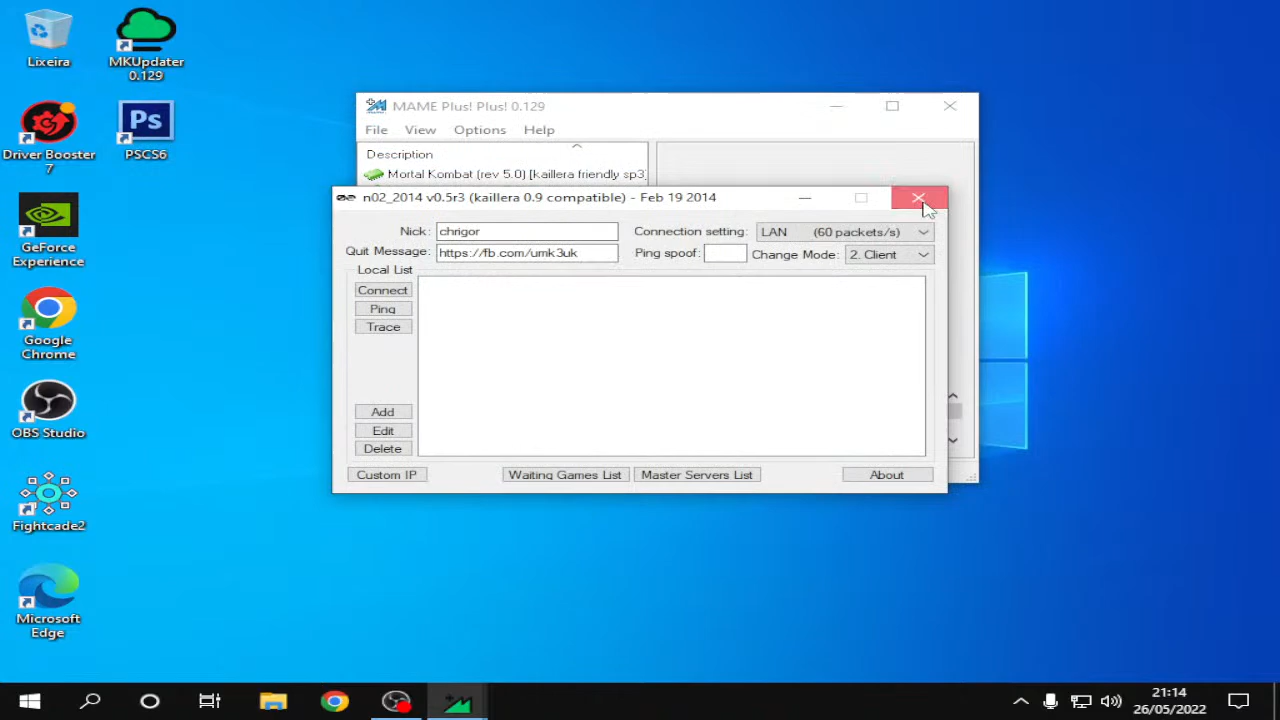 Lixeira
MKUpdater
0.129
Driver Booster
7
Ps
PSCS6
GeForce
Experience
Google
Chrome
OBS Studio
Fightcade2
Microsoft
Edge
MAME Plus! Plus! 0.129
File View Options Help
Description
Mortal Kombat (rev 5.0) [kaillera friendly sp3]
n02_2014 v0.5r3 (kaillera 0.9 compatible) - Feb 19 2014
Nick: chrigor Connection setting: LAN (60 packets/s)
Quit Message: https://fb.com/umk3uk Ping spoof: Change Mode: 2. Client
Local List
Connect
Ping
Trace
Add
Edit
Delete
Custom IP Waiting Games List Master Servers List About
21:14
26/05/2022